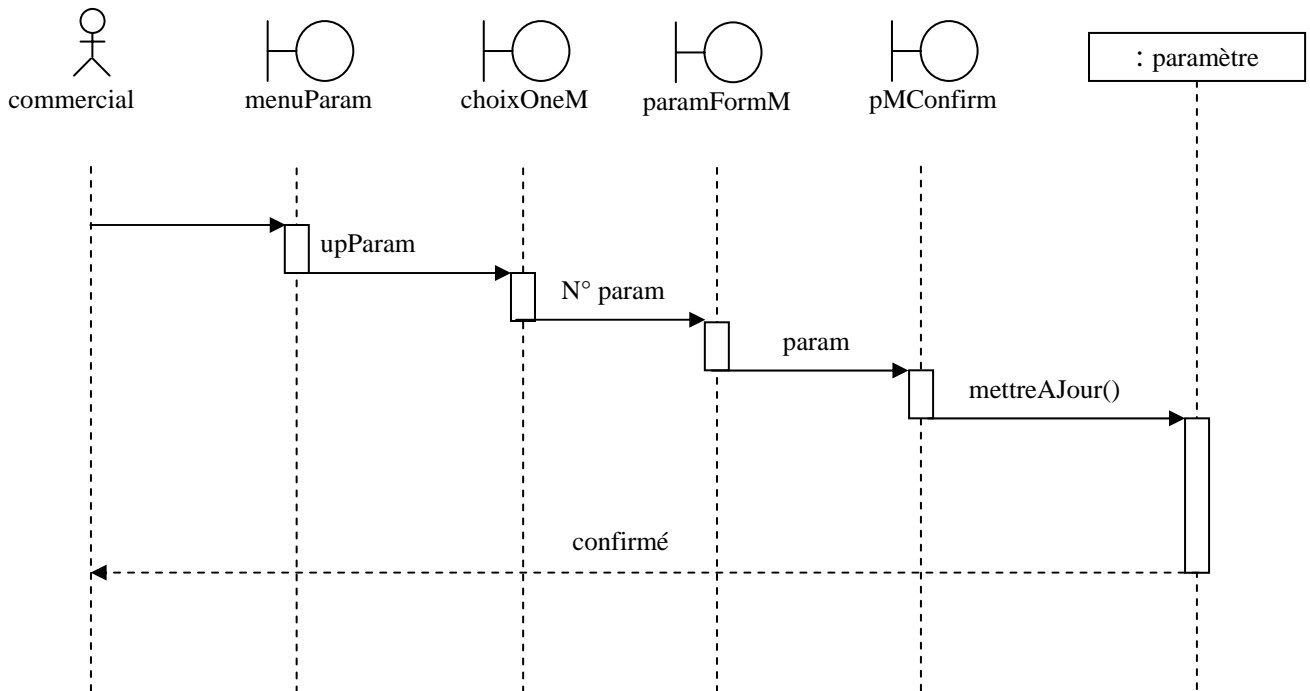 : paramètre
commercial
menuParam
choixOneM
paramFormM
pMConfirm
upParam
N° param
param
mettreAJour()
confirmé